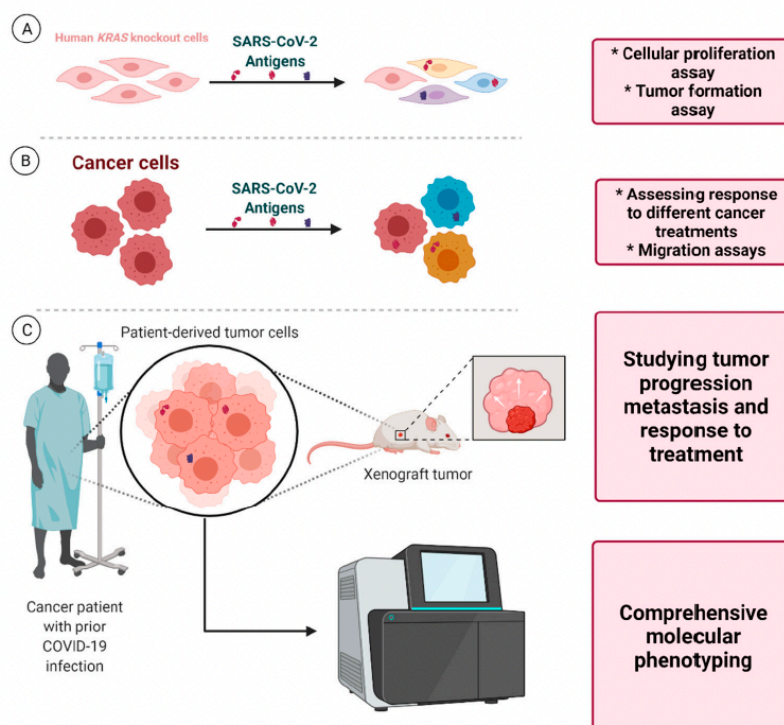 A
Human KRAS knockout cells
SARS-CoV-2
Antigens
* Cellular proliferation
assay
* Tumor formation
assay
B
Cancer cells
SARS-CoV-2
Antigens
* Assessing response
to different cancer
treatments
* Migration assays
C
Patient-derived tumor cells
Xenograft tumor
Studying tumor
progression
metastasis and
response to
treatment
Cancer patient
with prior
COVID-19
infection
Comprehensive
molecular
phenotyping